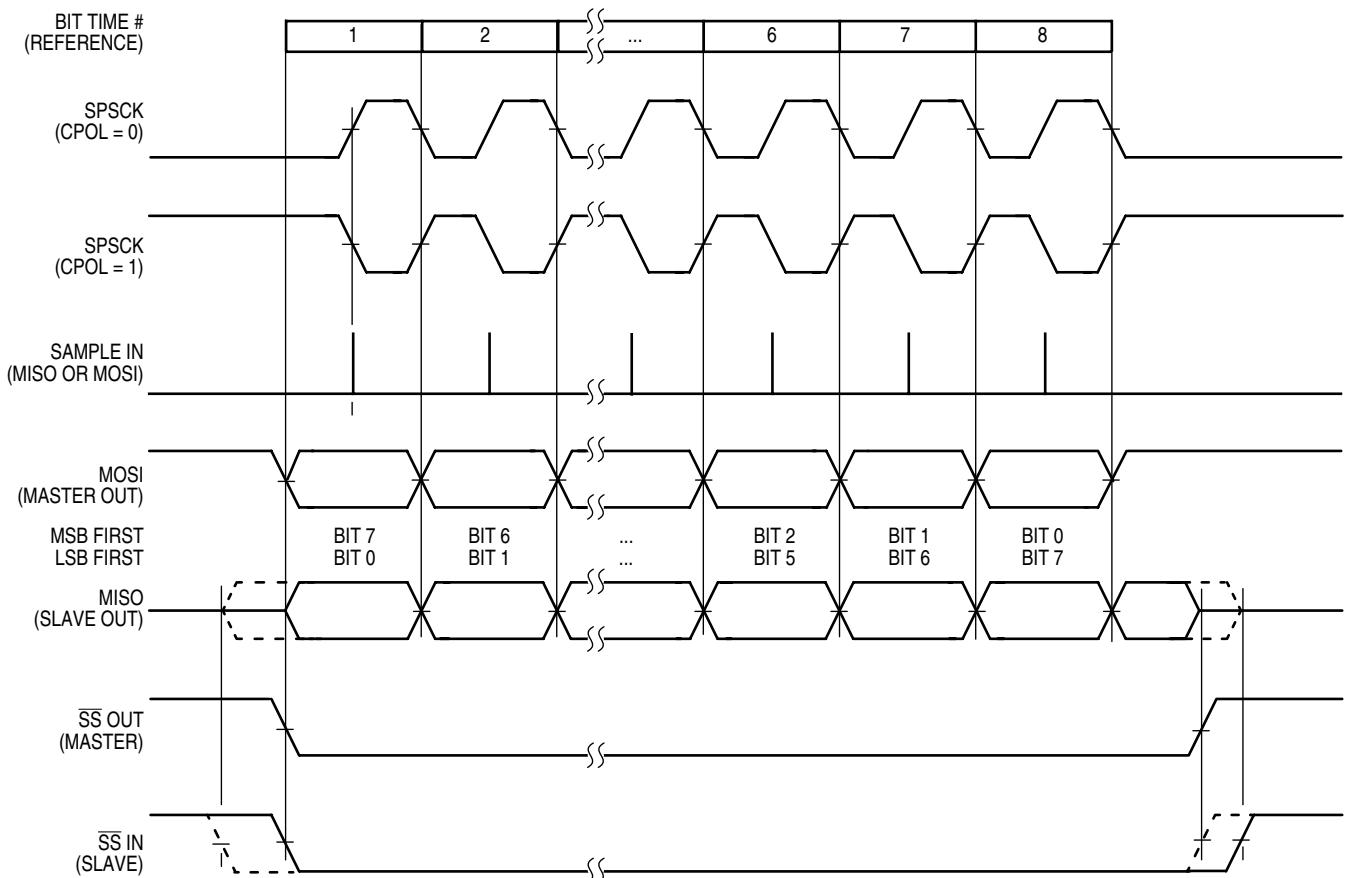 BIT TIME #
(REFERENCE)
1 2 ... 6 7 8
SPSCK
(CPOL = 0)
SPSCK
(CPOL = 1)
SAMPLE IN
(MISO OR MOSI)
MOSI
(MASTER OUT)
MSB FIRST BIT 7 BIT 6 ... BIT 2 BIT 1 BIT 0
LSB FIRST BIT 0 BIT 1 ... BIT 5 BIT 6 BIT 7
MISO
(SLAVE OUT)
S̅S̅ OUT
(MASTER)
S̅S̅ IN
(SLAVE)